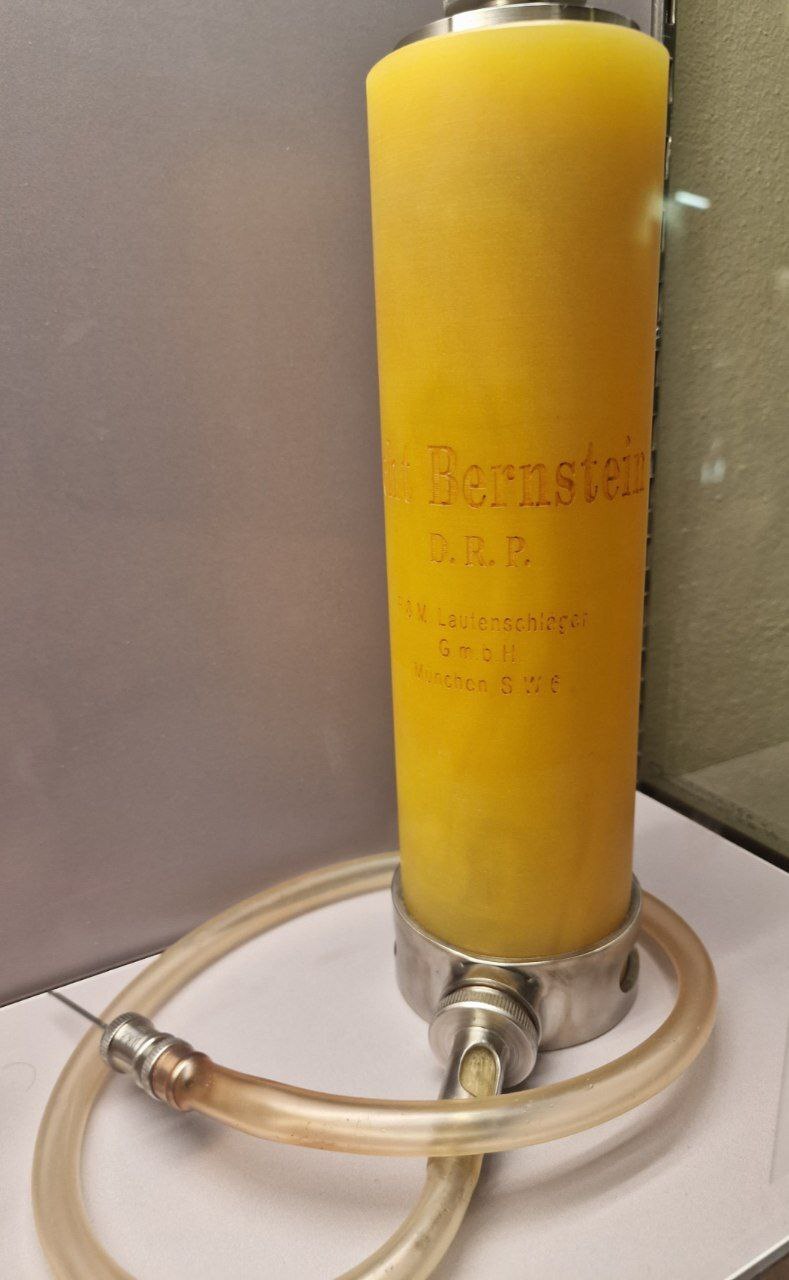 Bernstein
D. R. P.
& M. Lautenschläger
G. m. b. H.
München S. W. 6